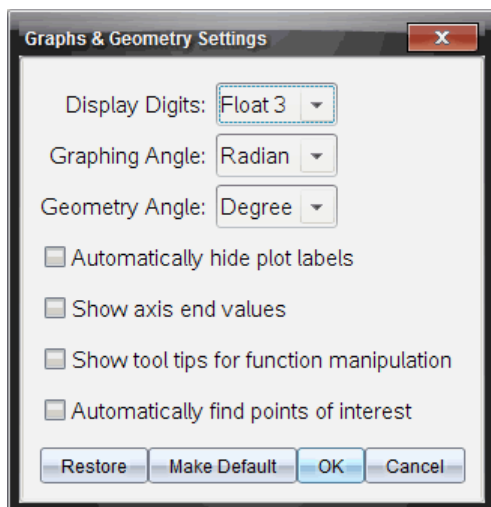 Graphs & Geometry Settings
Display Digits: Float 3
Graphing Angle: Radian
Geometry Angle: Degree
Automatically hide plot labels
Show axis end values
Show tool tips for function manipulation
Automatically find points of interest
Restore Make Default OK Cancel